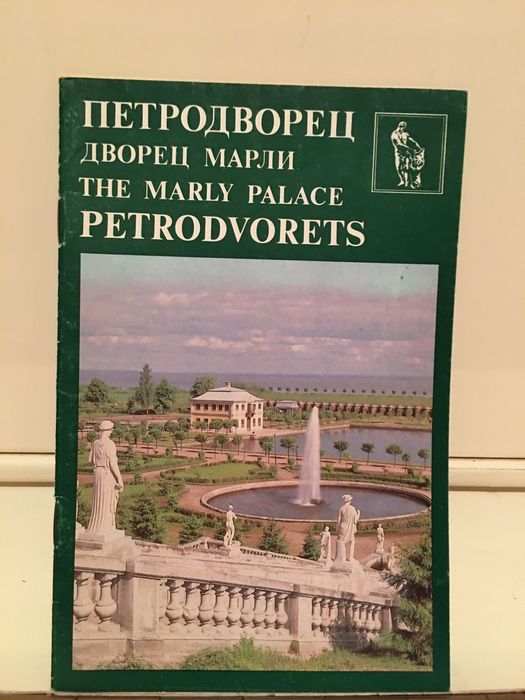 ПЕТРОДВОРЕЦ
ДВОРЕЦ МАРЛИ
THE MARLY PALACE
PETRODVORETS